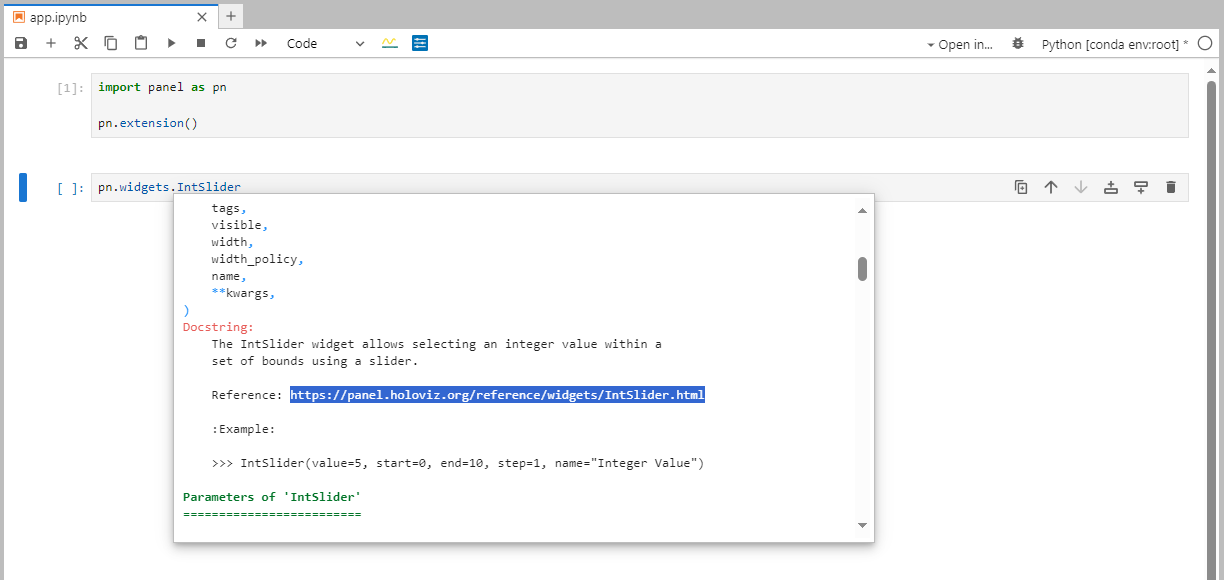 app.ipynb
Code
Open in...
Python [conda env:root] *
[1]:
import panel as pn
pn.extension()
[ ]:
pn.widgets.IntSlider
tags,
visible,
width,
width_policy,
name,
**kwargs,
)
Docstring:
The IntSlider widget allows selecting an integer value within a
set of bounds using a slider.
Reference: https://panel.holoviz.org/reference/widgets/IntSlider.html
:Example:
>>> IntSlider(value=5, start=0, end=10, step=1, name="Integer Value")
Parameters of 'IntSlider'
=========================